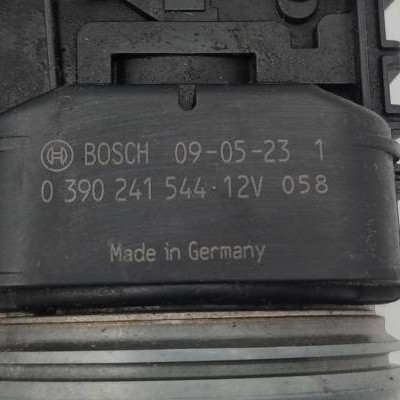 BOSCH 09-05-23 1
0 390 241 544 12V 058
Made in Germany